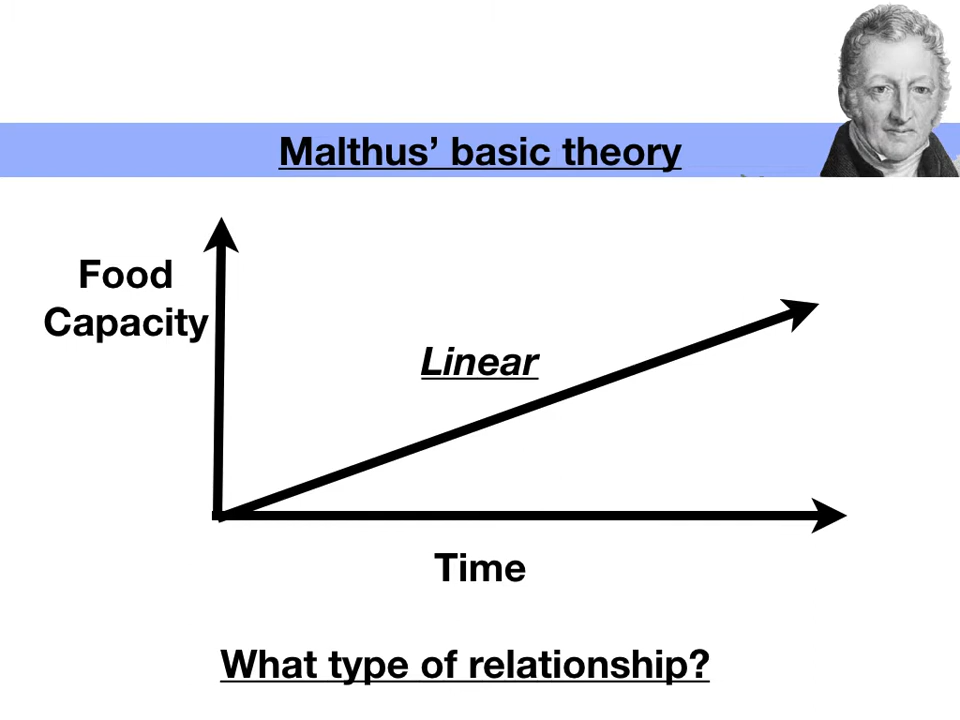 Malthus’ basic theory
Food
Capacity
Linear
Time
What type of relationship?